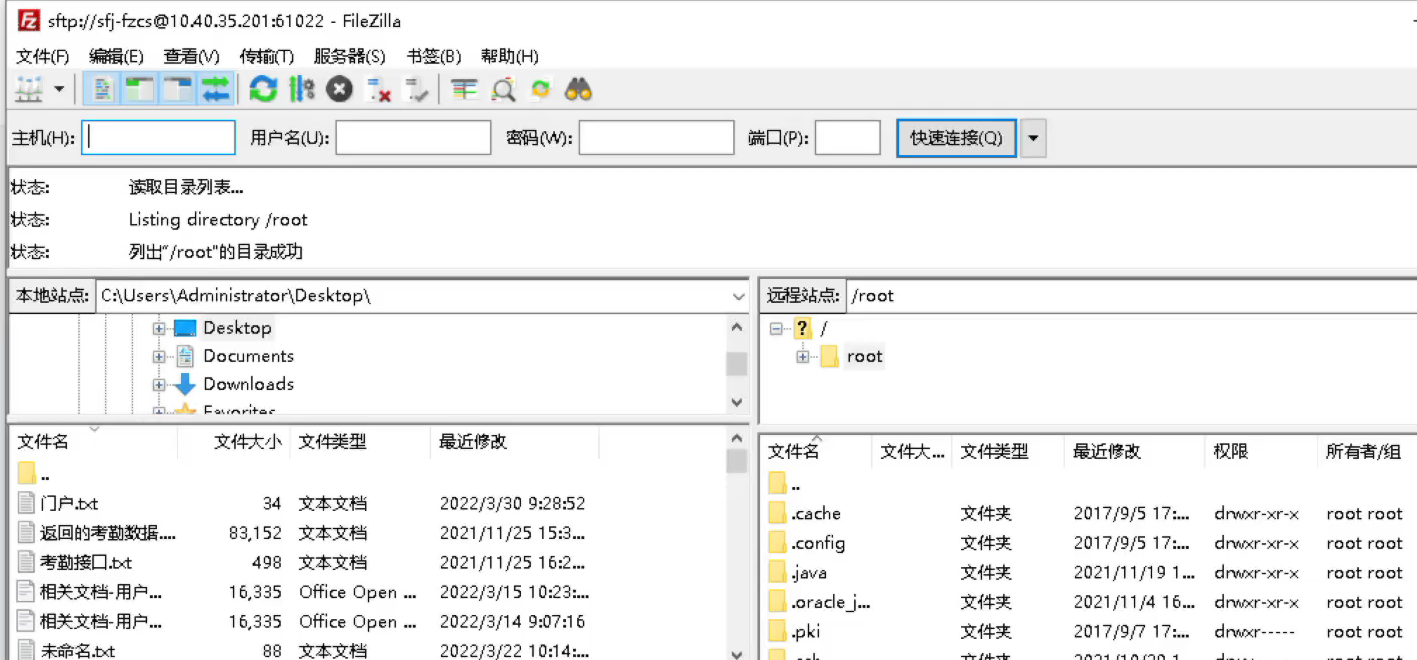 sftp://sfj-fzcs@10.40.35.201:61022 - FileZilla
文件(F) 编辑(E) 查看(V) 传输(T) 服务器(S) 书签(B) 帮助(H)
主机(H): 用户名(U): 密码(W): 端口(P): 快速连接(Q)
状态: 读取目录列表...
状态: Listing directory /root
状态: 列出"/root"的目录成功
本地站点: C:\Users\Administrator\Desktop\
Desktop
Documents
Downloads
Favorites
文件名 文件大小 文件类型 最近修改
..
门户.txt 34 文本文档 2022/3/30 9:28:52
返回的考勤数据.... 83,152 文本文档 2021/11/25 15:3...
考勤接口.txt 498 文本文档 2021/11/25 16:2...
相关文档-用户... 16,335 Office Open ... 2022/3/15 10:23:...
相关文档-用户... 16,335 Office Open ... 2022/3/14 9:07:16
未命名.txt 88 文本文档 2022/3/22 10:14:...
远程站点: /root
? /
root
文件名 文件大... 文件类型 最近修改 权限 所有者/组
..
.cache 文件夹 2017/9/5 17:... drwxr-xr-x root root
.config 文件夹 2017/9/5 17:... drwxr-xr-x root root
.java 文件夹 2021/11/19 1... drwxr-xr-x root root
.oracle_j... 文件夹 2021/11/4 16... drwxr-xr-x root root
.pki 文件夹 2017/9/7 17:... drwxr----- root root